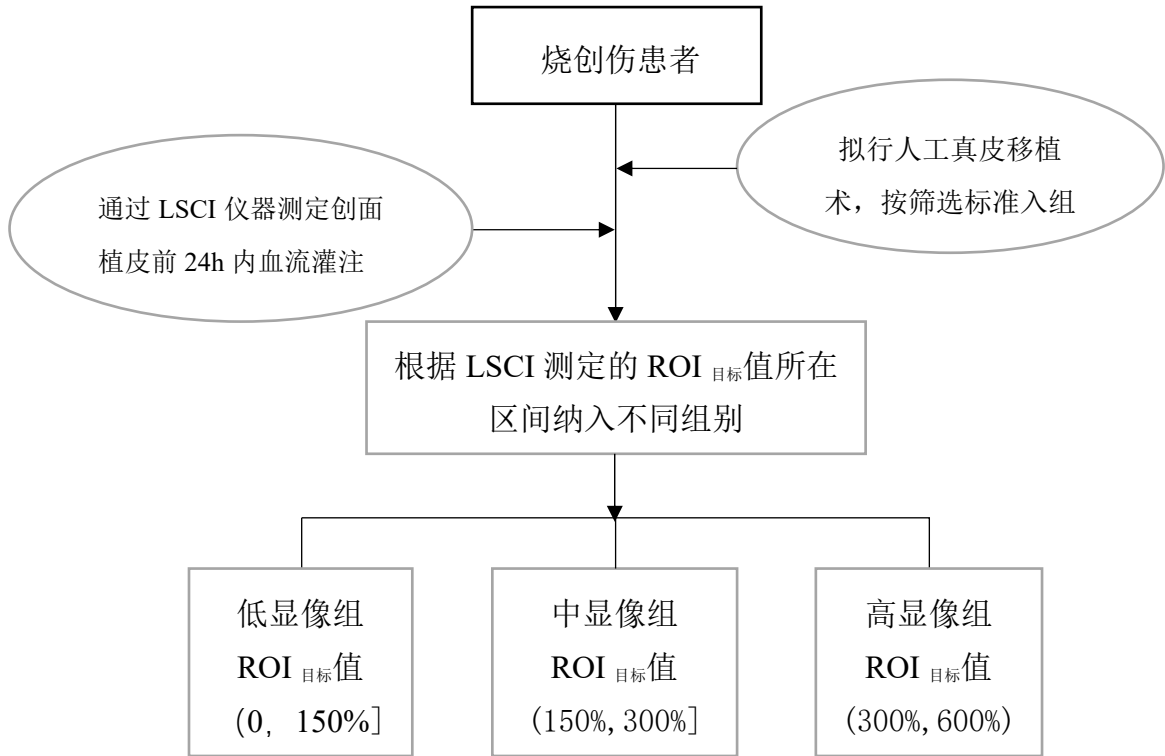 烧创伤患者
拟行人工真皮移植
术，按筛选标准入组
通过 LSCI 仪器测定创面
植皮前 24h 内血流灌注
根据 LSCI 测定的 ROI 目标值所在
区间纳入不同组别
低显像组
ROI 目标值
(0，150%]
中显像组
ROI 目标值
(150%,300%]
高显像组
ROI 目标值
(300%,600%)